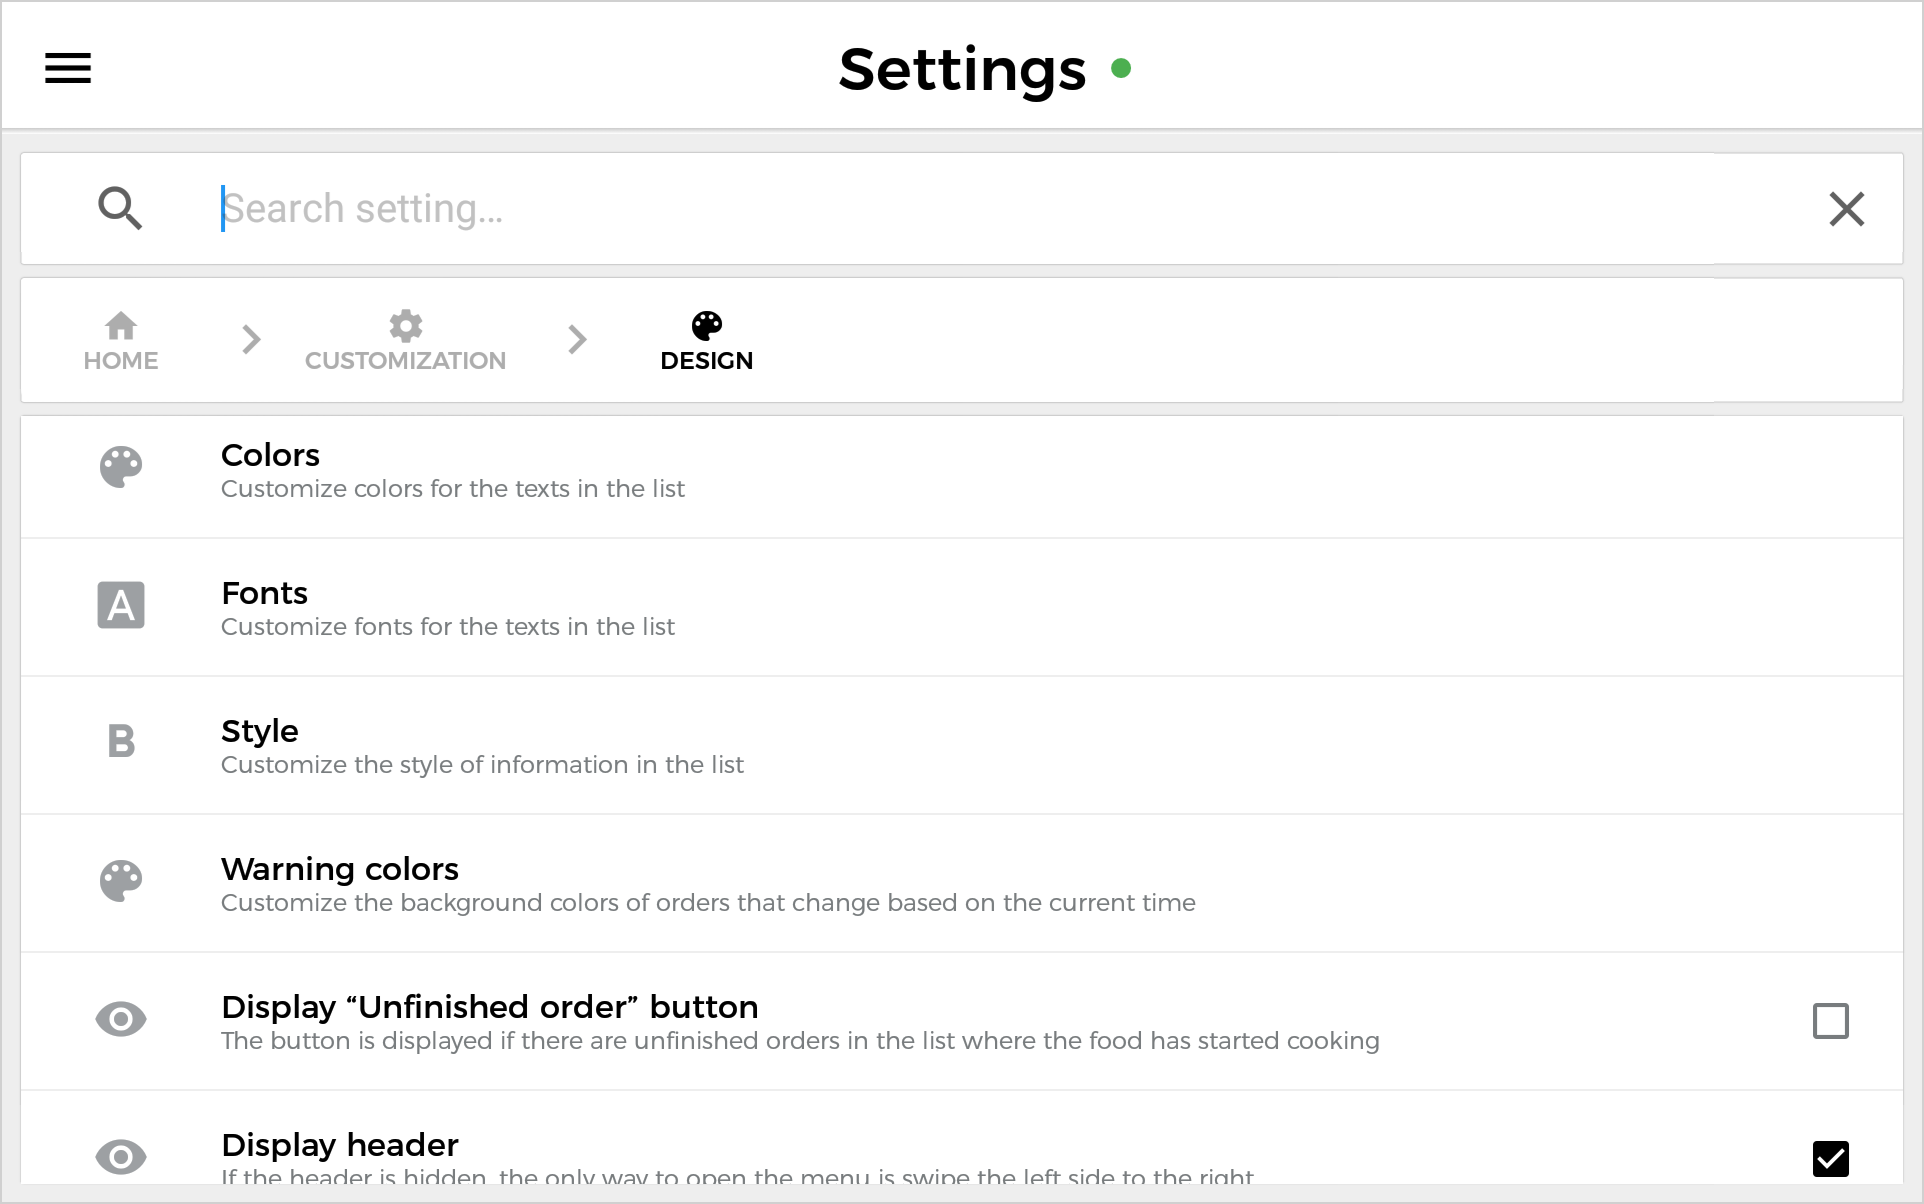 Settings
Search setting...
HOME
CUSTOMIZATION
DESIGN
Colors
Customize colors for the texts in the list
A
Fonts
Customize fonts for the texts in the list
B
Style
Customize the style of information in the list
Warning colors
Customize the background colors of orders that change based on the current time
Display “Unfinished order” button
The button is displayed if there are unfinished orders in the list where the food has started cooking
Display header
If the header is hidden, the only way to open the menu is swipe the left side to the right